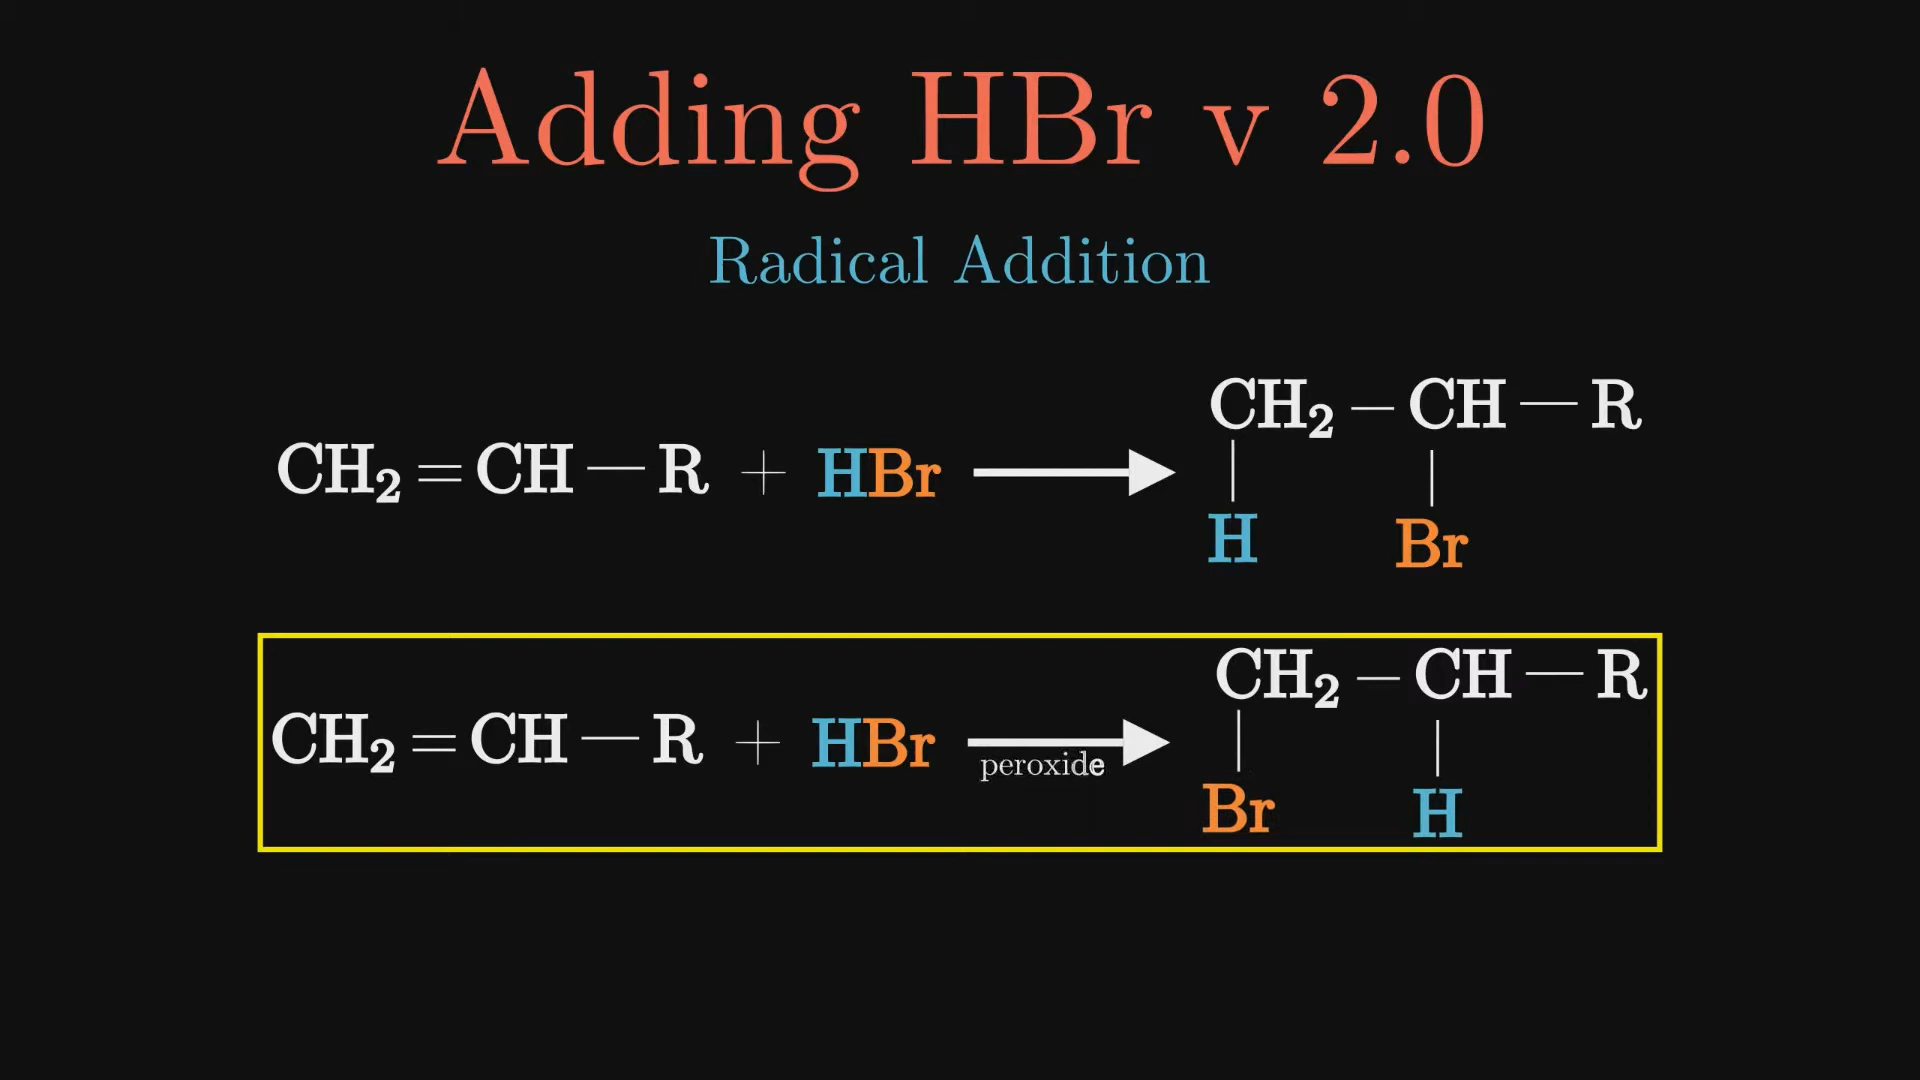 Adding HBr v 2.0
Radical Addition
CH₂ = CH — R + HBr ⟶ CH₂ – CH — R
H Br
CH₂ = CH — R + HBr ⟶ CH₂ – CH — R
peroxide
Br H